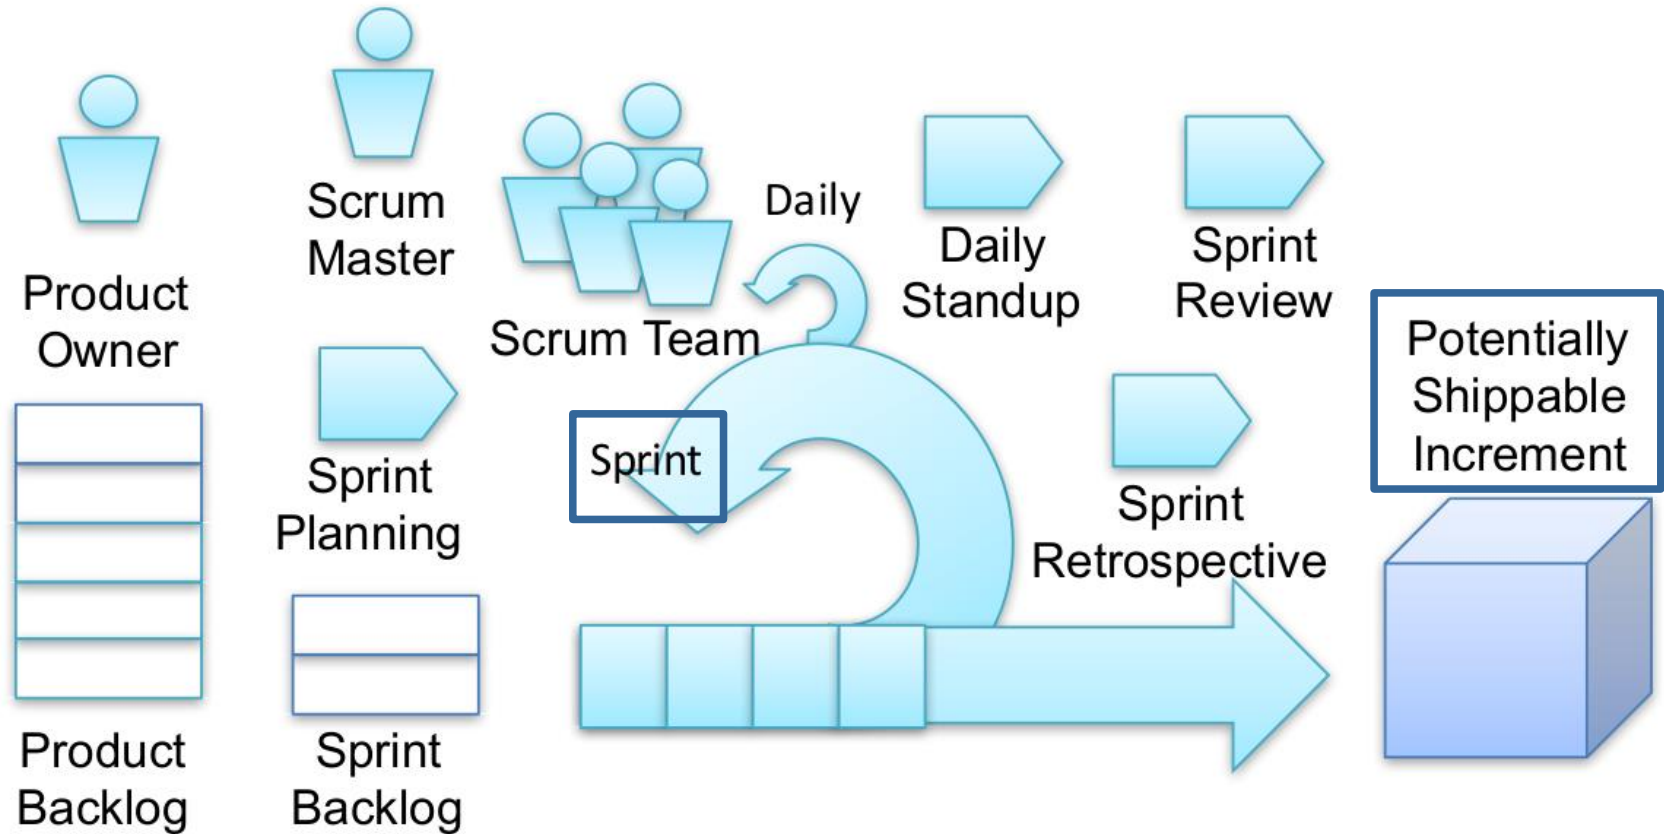 Product
Owner
Scrum
Master
Scrum Team
Daily
Daily
Standup
Sprint
Review
Potentially
Shippable
Increment
Sprint
Planning
Sprint
Sprint
Retrospective
Product
Backlog
Sprint
Backlog